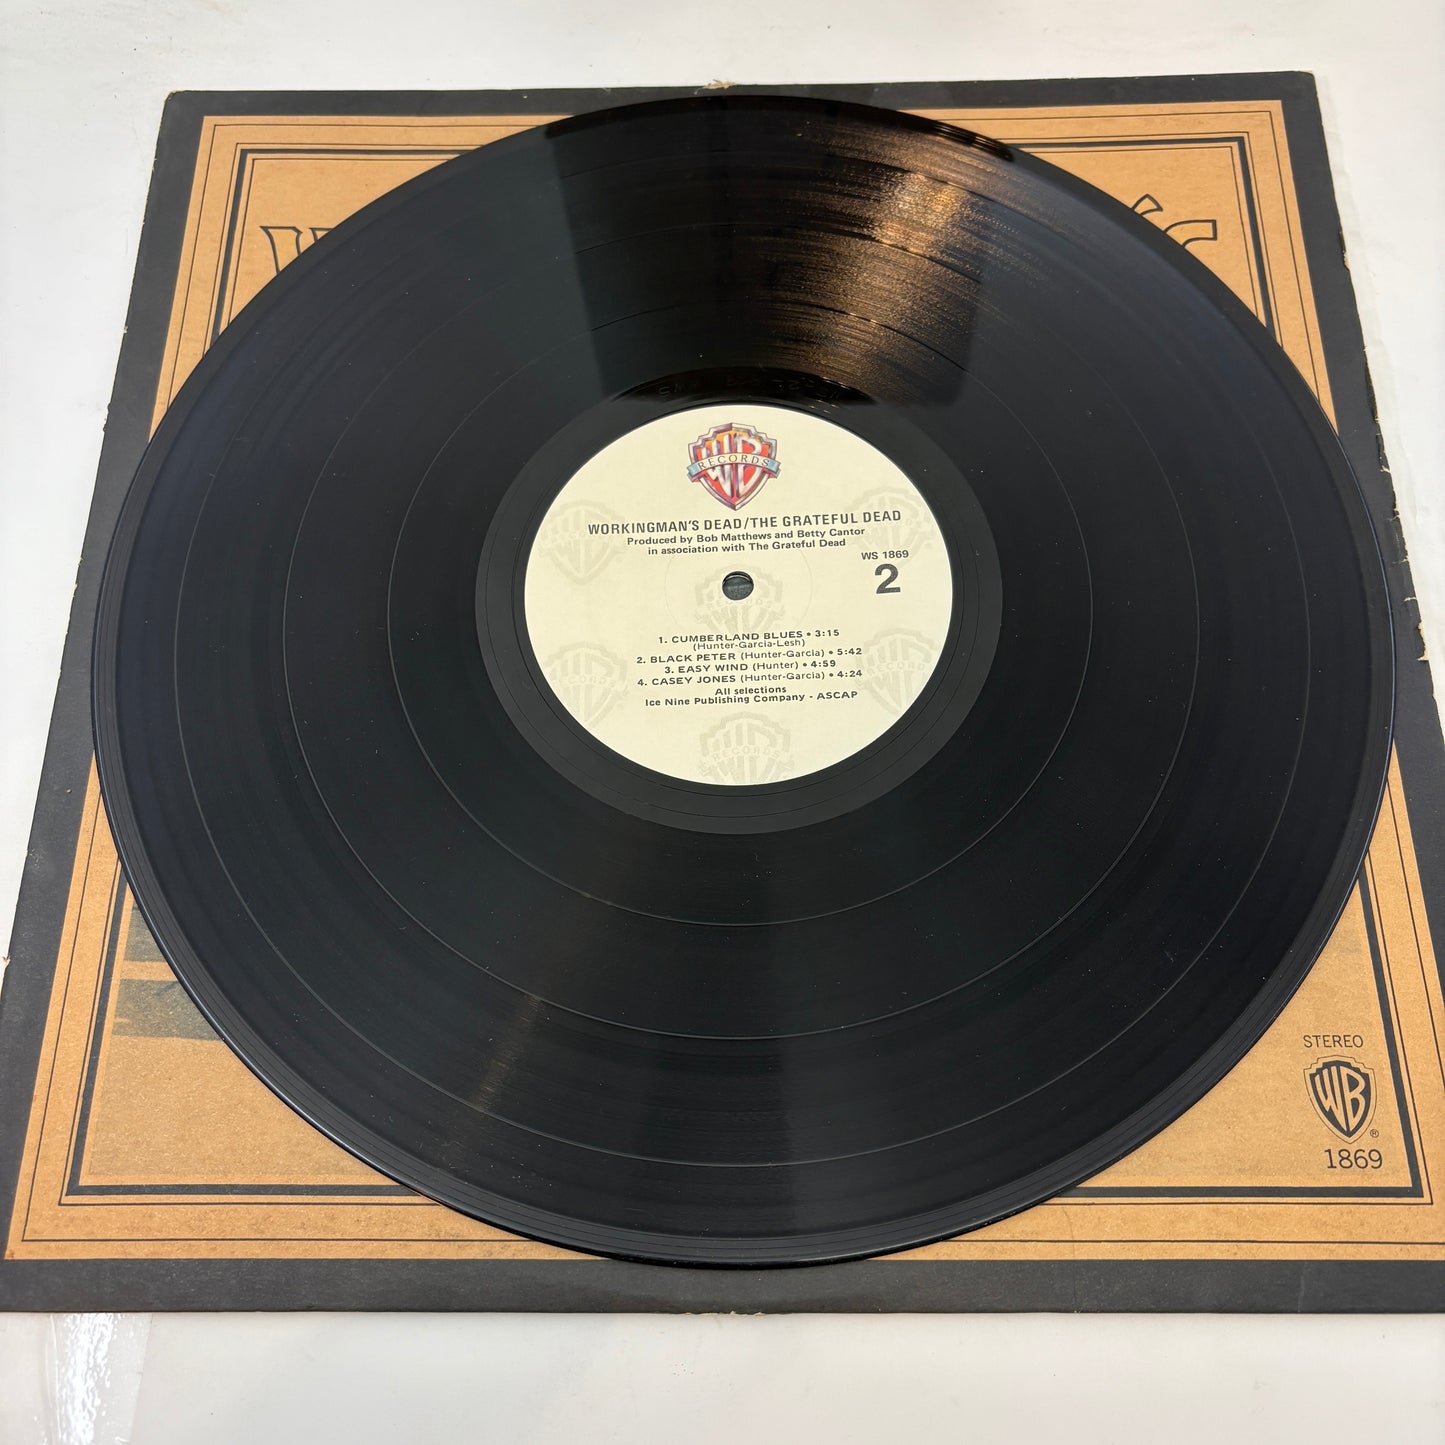 WB
RECORDS
WORKINGMAN'S DEAD/THE GRATEFUL DEAD
Produced by Bob Matthews and Betty Cantor
in association with The Grateful Dead
WS 1869
2
1. CUMBERLAND BLUES • 3:15
(Hunter-Garcia-Lesh)
2. BLACK PETER (Hunter-Garcia) • 5:42
3. EASY WIND (Hunter) • 4:59
4. CASEY JONES (Hunter-Garcia) • 4:24
All selections
Ice Nine Publishing Company - ASCAP
STEREO
WB
®
1869